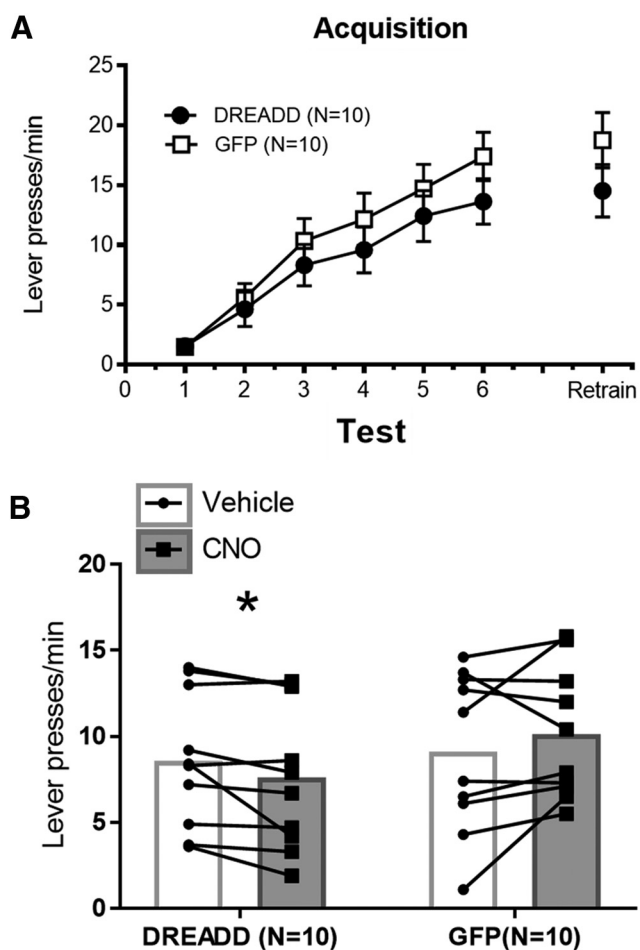 A
Acquisition
25
20
15
10
5
0
Lever presses/min
DREADD (N=10)
GFP (N=10)
0 1 2 3 4 5 6 Retrain
Test
B
Vehicle
CNO
20
15
10
5
0
Lever presses/min
*
DREADD (N=10) GFP(N=10)